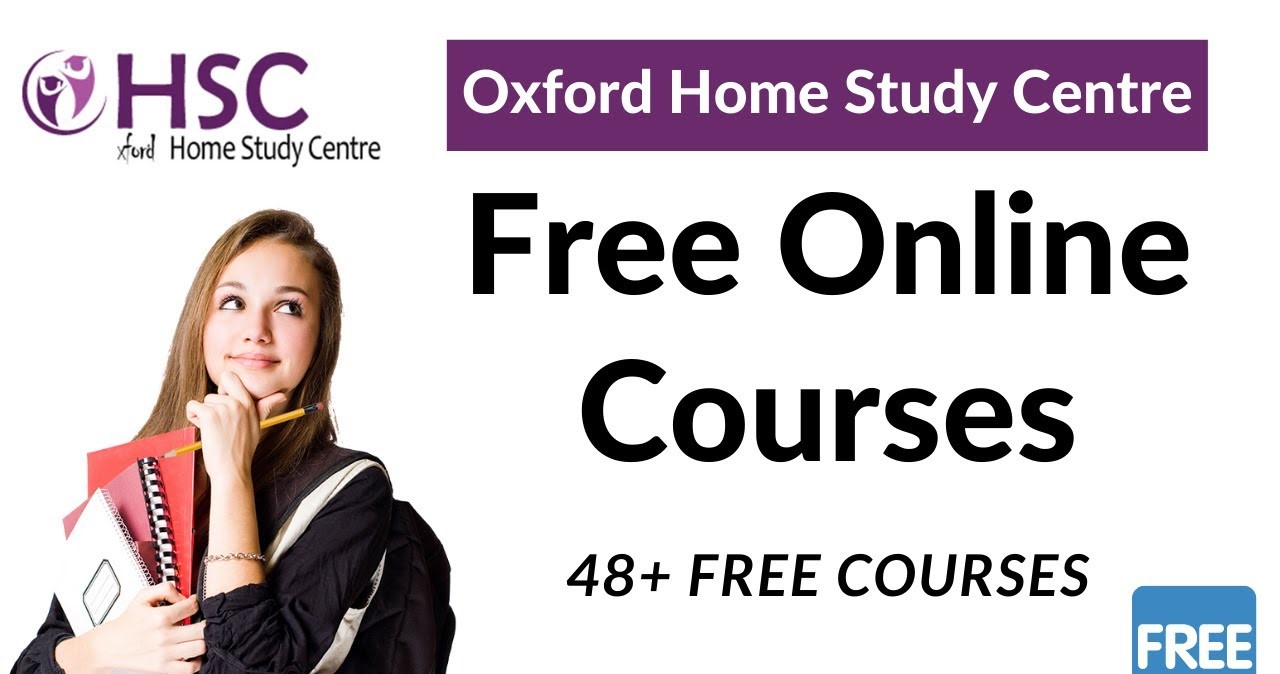 HSC
xford Home Study Centre
Oxford Home Study Centre
Free Online
Courses
48+ FREE COURSES
FREE